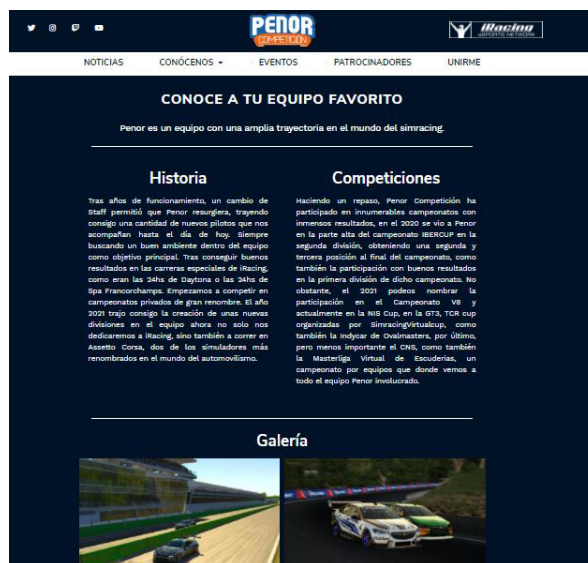 PENOR
COMPETICIÓN
iRacing
eSPORTS NETWORK
NOTICIAS
CONÓCENOS
EVENTOS
PATROCINADORES
UNIRME
CONOCE A TU EQUIPO FAVORITO
Penor es un equipo con una amplia trayectoria en el mundo del simracing.
Historia
Tras años de funcionamiento, un cambio de
Staff permitió que Penor resurgiera, trayendo
consigo una cantidad de nuevos pilotos que nos
acompañan hasta el día de hoy. Siempre
buscando un buen ambiente dentro del equipo
como objetivo principal. Tras conseguir buenos
resultados en las carreras especiales de iRacing,
como eran las 24hs de Daytona o las 24hs de
Spa Francorchamps. Empezamos a competir en
campeonatos privados de gran renombre. El año
2021 trajo consigo la creación de unas nuevas
divisiones en el equipo ahora no solo nos
dedicaremos a iRacing, sino también a correr en
Assetto Corsa, dos de los simuladores más
renombrados en el mundo del automovilismo.
Competiciones
Haciendo un repaso, Penor Competición ha
participado en innumerables campeonatos con
inmensos resultados, en el 2020 se vio a Penor
en la parte alta del campeonato IBERCUP en la
segunda división, obteniendo una segunda y
tercera posición al final del campeonato, como
también la participación con buenos resultados
en la primera división de dicho campeonato. No
obstante, el 2021 podeos nombrar la
participación en el Campeonato V8 y
actualmente en la NIS Cup, en la GT3, TCR cup
organizadas por SimracingVirtualcup, como
también la Indycar de Ovalmasters, por último,
pero menos importante el CNS, como también
la Masterliga Virtual de Escuderias, un
campeonato por equipos que donde vemos a
todo el equipo Penor involucrado.
Galería